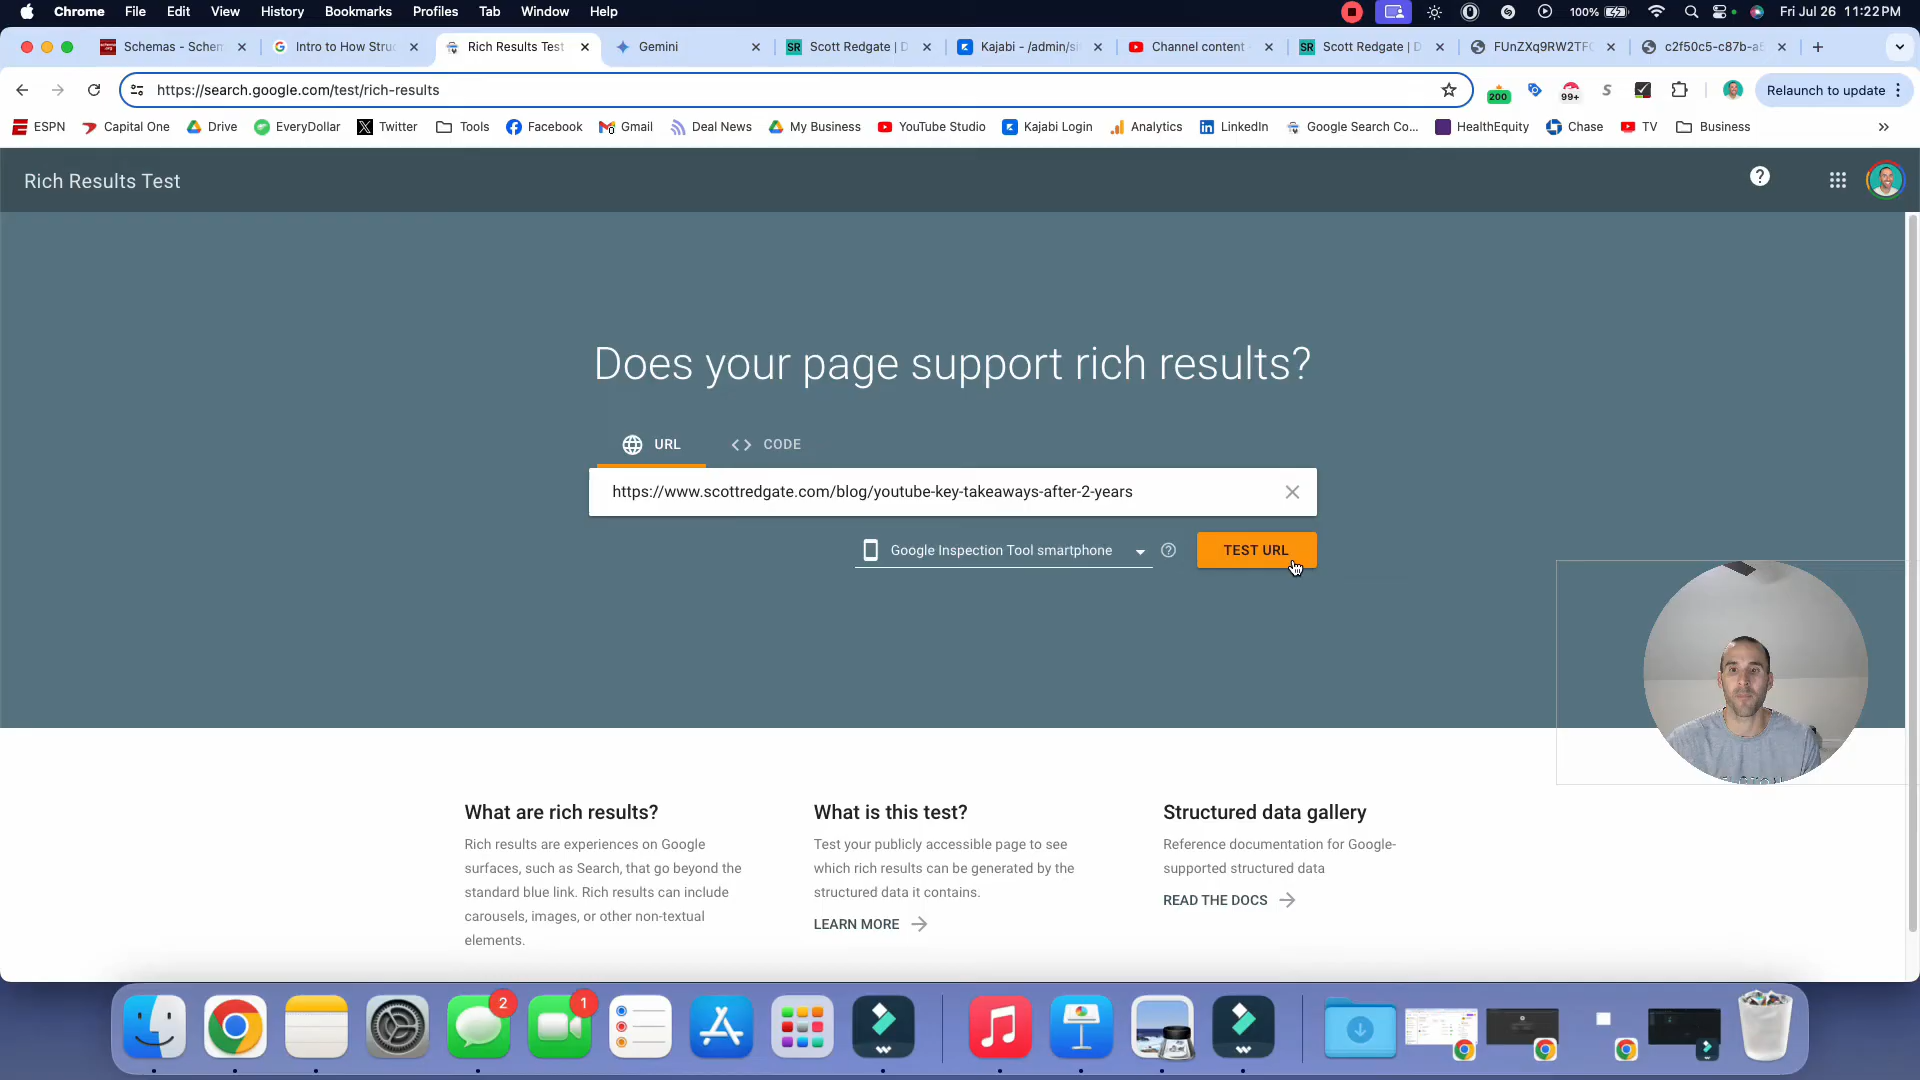 Chrome File Edit View History Bookmarks Profiles Tab Window Help
100% Fri Jul 26 11:22 PM
Schemas - Schem
Intro to How Struc
Rich Results Test
Gemini
Scott Redgate | D
Kajabi - /admin/si
Channel content
Scott Redgate | D
FUnZXq9RW2TF
c2f50c5-c87b-a5
https://search.google.com/test/rich-results
200
99+
Relaunch to update
ESPN
Capital One
Drive
EveryDollar
Twitter
Tools
Facebook
Gmail
Deal News
My Business
YouTube Studio
Kajabi Login
Analytics
LinkedIn
Google Search Co...
HealthEquity
Chase
TV
Business
Rich Results Test
Does your page support rich results?
URL
CODE
https://www.scottredgate.com/blog/youtube-key-takeaways-after-2-years
Google Inspection Tool smartphone
TEST URL
What are rich results?
Rich results are experiences on Google
surfaces, such as Search, that go beyond the
standard blue link. Rich results can include
carousels, images, or other non-textual
elements.
What is this test?
Test your publicly accessible page to see
which rich results can be generated by the
structured data it contains.
LEARN MORE
Structured data gallery
Reference documentation for Google-
supported structured data
READ THE DOCS
2
1